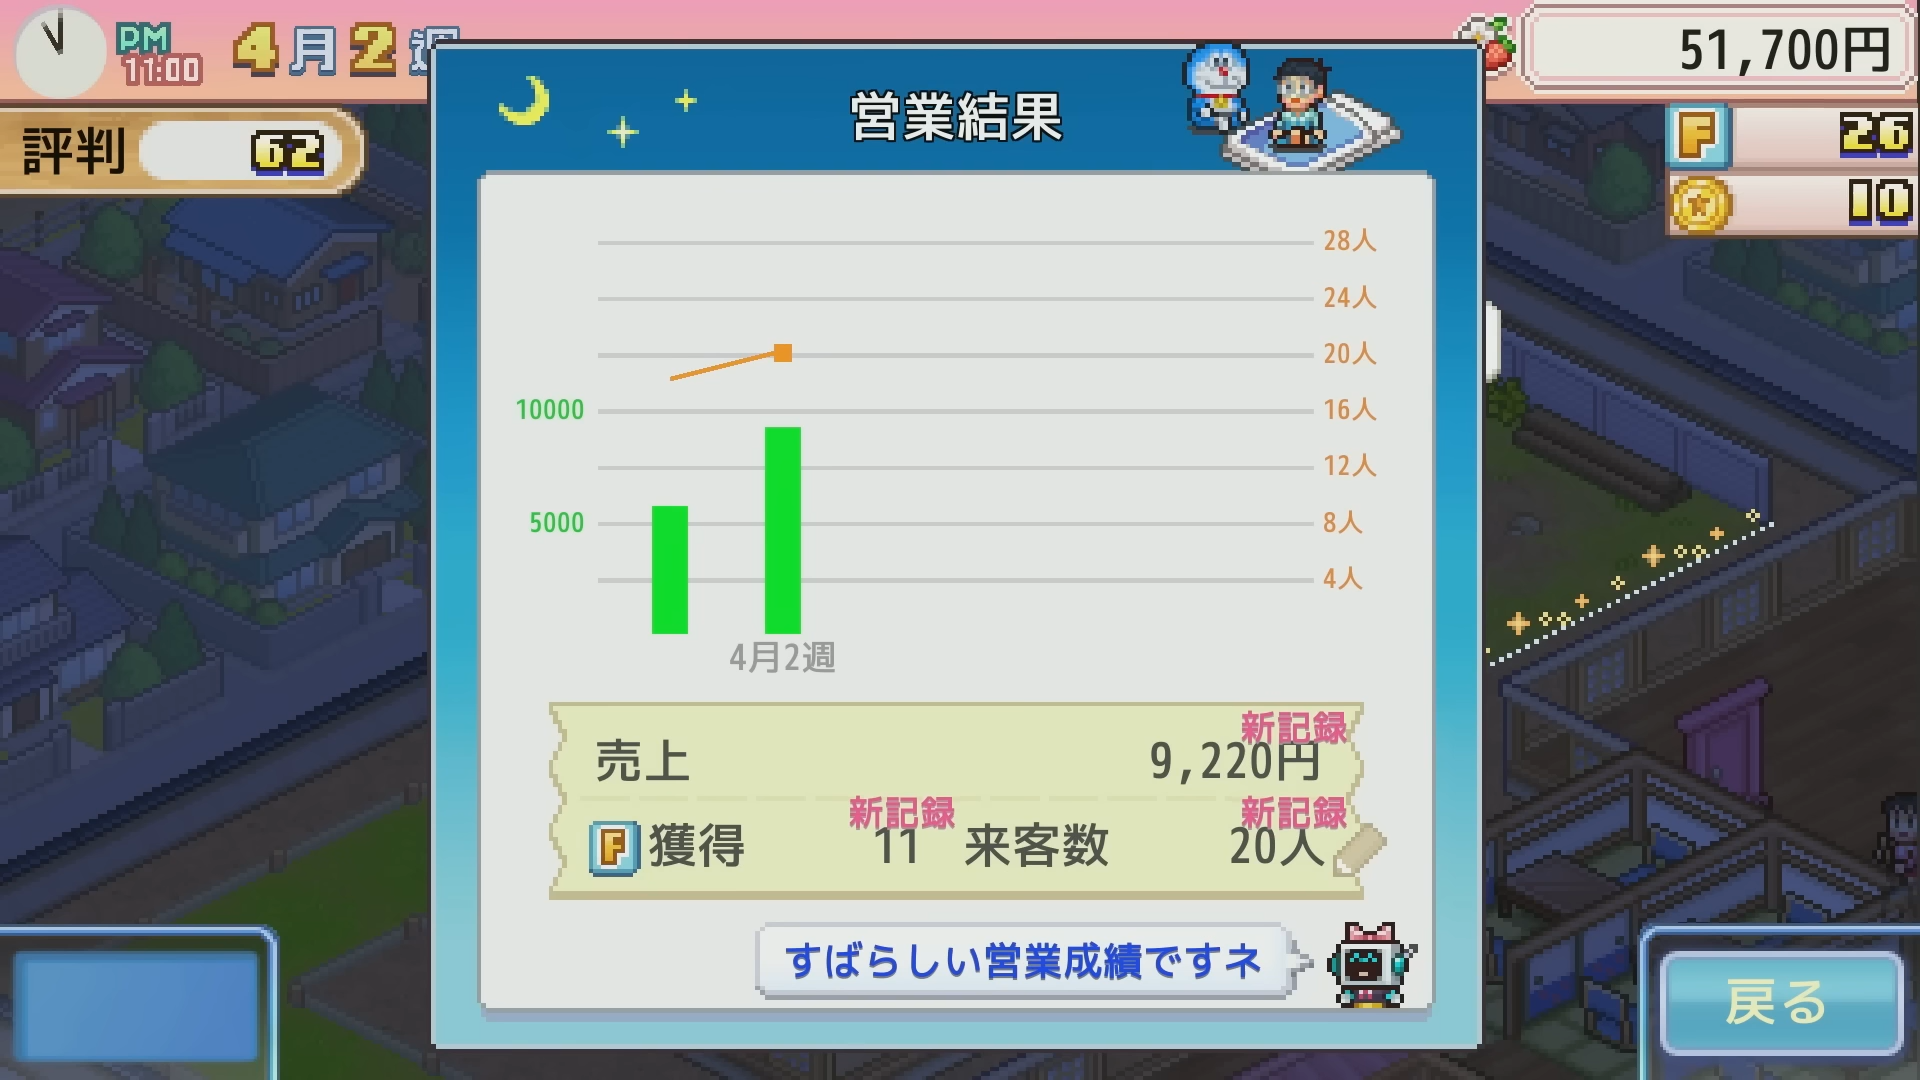 PM
11:00
4月2週
51,700円
評判 62
F 26
10
営業結果
28人
24人
20人
10000 16人
12人
5000 8人
4人
4月2週
新記録
売上 9,220円
新記録 新記録
F獲得 11 来客数 20人
すばらしい営業成績ですネ
戻る